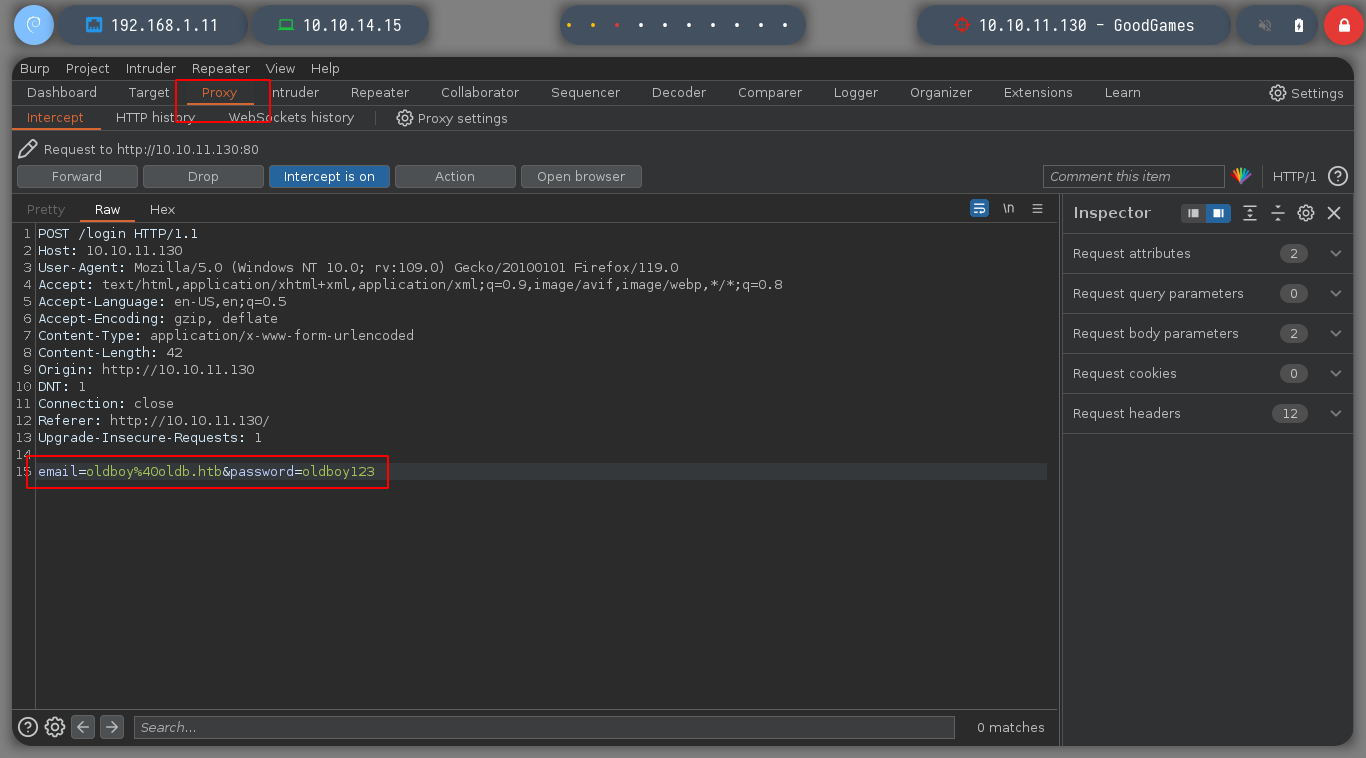 192.168.1.11 10.10.14.15 10.10.11.130 - GoodGames
Burp Project Intruder Repeater View Help
Dashboard Target Proxy Intruder Repeater Collaborator Sequencer Decoder Comparer Logger Organizer Extensions Learn Settings
Intercept HTTP history WebSockets history Proxy settings
Request to http://10.10.11.130:80
Forward Drop Intercept is on Action Open browser Comment this item HTTP/1
Pretty Raw Hex \n
Inspector
1 POST /login HTTP/1.1
2 Host: 10.10.11.130
3 User-Agent: Mozilla/5.0 (Windows NT 10.0; rv:109.0) Gecko/20100101 Firefox/119.0
4 Accept: text/html,application/xhtml+xml,application/xml;q=0.9,image/avif,image/webp,*/*;q=0.8
5 Accept-Language: en-US,en;q=0.5
6 Accept-Encoding: gzip, deflate
7 Content-Type: application/x-www-form-urlencoded
8 Content-Length: 42
9 Origin: http://10.10.11.130
10 DNT: 1
11 Connection: close
12 Referer: http://10.10.11.130/
13 Upgrade-Insecure-Requests: 1
14
15 email=oldboy%40oldb.htb&password=oldboy123
Request attributes 2
Request query parameters 0
Request body parameters 2
Request cookies 0
Request headers 12
Search... 0 matches